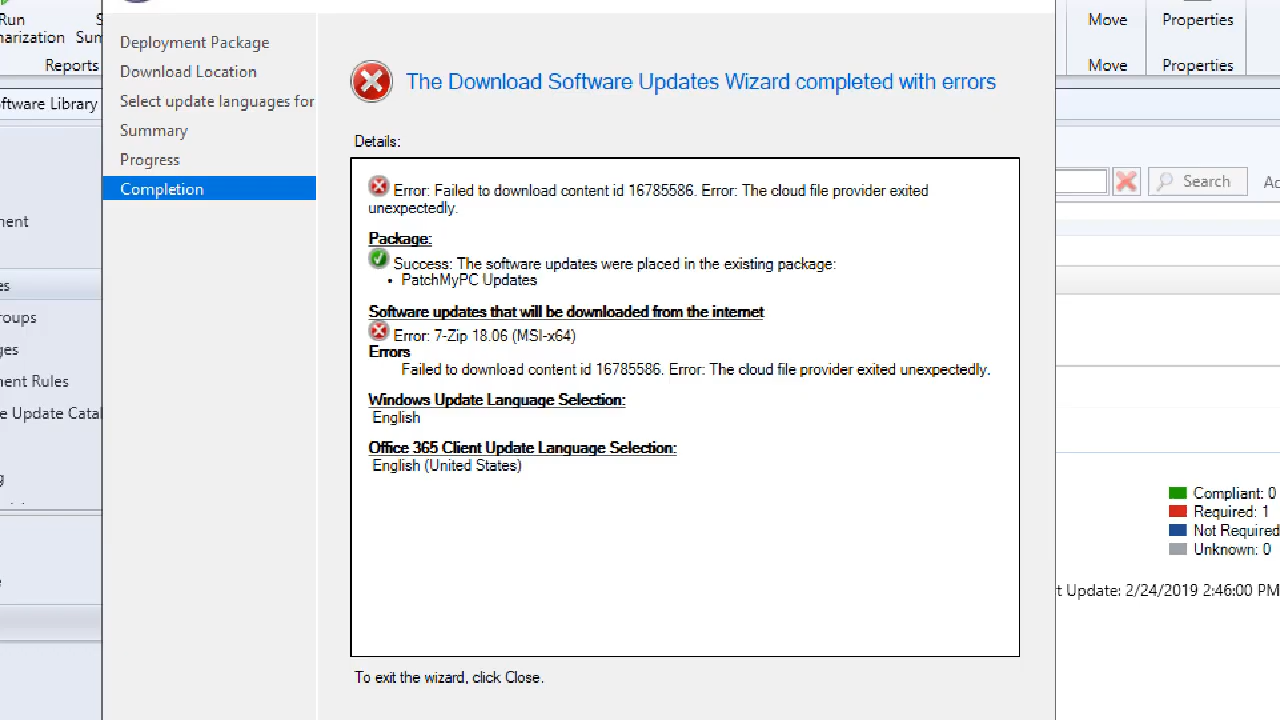 Run
S
narization Sum
Reports
ftware Library
ment
es
roups
ges
ment Rules
e Update Catal
g
Deployment Package
Download Location
Select update languages for
Summary
Progress
Completion
The Download Software Updates Wizard completed with errors
Details:
Error: Failed to download content id 16785586. Error: The cloud file provider exited
unexpectedly.
Package:
Success: The software updates were placed in the existing package:
• PatchMyPC Updates
Software updates that will be downloaded from the internet
Error: 7-Zip 18.06 (MSI-x64)
Errors
Failed to download content id 16785586. Error: The cloud file provider exited unexpectedly.
Windows Update Language Selection:
English
Office 365 Client Update Language Selection:
English (United States)
To exit the wizard, click Close.
Move
Properties
Move
Properties
Search
Ac
Compliant: 0
Required: 1
Not Required
Unknown: 0
t Update: 2/24/2019 2:46:00 PM